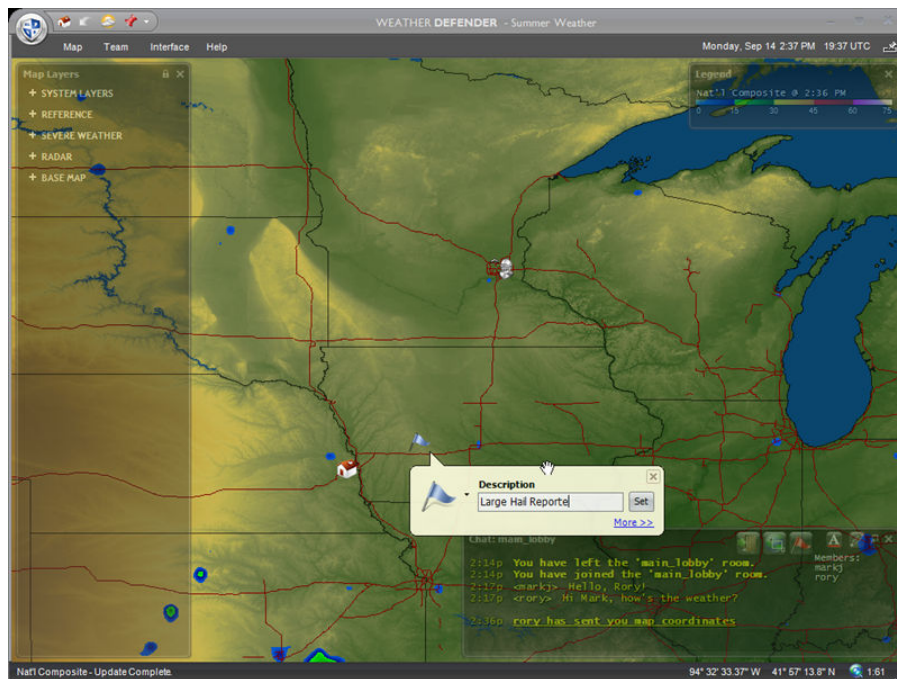 WEATHER DEFENDER - Summer Weather
Map Team Interface Help
Monday, Sep 14 2:37 PM 19:37 UTC
Map Layers
+ SYSTEM LAYERS
+ REFERENCE
+ SEVERE WEATHER
+ RADAR
+ BASE MAP
Legend
Nat'l Composite @ 2:36 PM
0 15 30 45 60 75
Description
Large Hail Reporte
Set
More >>
Chat: main_lobby
2:14p You have left the 'main_lobby' room.
2:14p You have joined the 'main_lobby' room.
2:17p <markj> Hello, Rory!
2:17p <rory> Hi Mark, how's the weather?
2:36p rory has sent you map coordinates
Members:
markj
rory
Nat'l Composite - Update Complete.
94° 32' 33.37" W 41° 57' 13.8" N 1:61